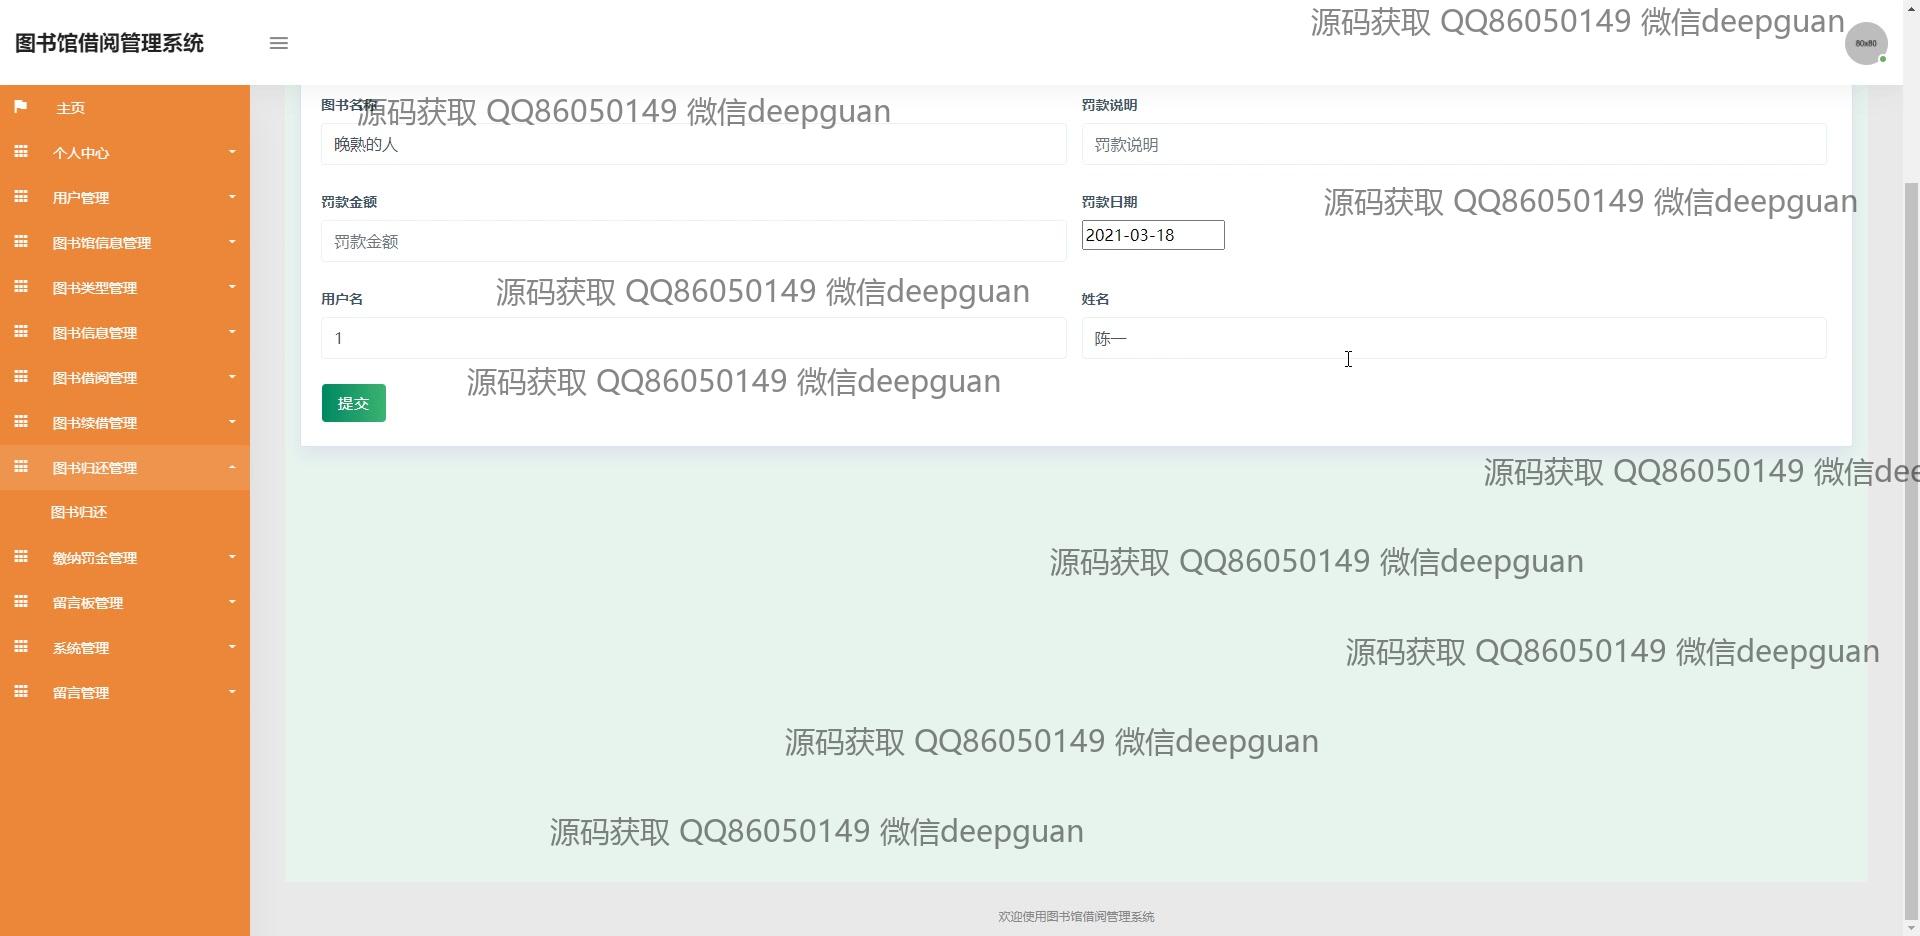 图书馆借阅管理系统
源码获取 QQ86050149 微信deepguan
80x80
主页
个人中心
用户管理
图书馆信息管理
图书类型管理
图书信息管理
图书借阅管理
图书续借管理
图书归还管理
图书归还
缴纳罚金管理
留言板管理
系统管理
留言管理
图书名称
源码获取 QQ86050149 微信deepguan
罚款说明
晚熟的人
罚款说明
罚款金额
罚款日期
源码获取 QQ86050149 微信deepguan
罚款金额
2021-03-18
源码获取 QQ86050149 微信deepguan
用户名
姓名
1
陈一
源码获取 QQ86050149 微信deepguan
提交
源码获取 QQ86050149 微信dee
源码获取 QQ86050149 微信deepguan
源码获取 QQ86050149 微信deepguan
源码获取 QQ86050149 微信deepguan
源码获取 QQ86050149 微信deepguan
欢迎使用图书馆借阅管理系统